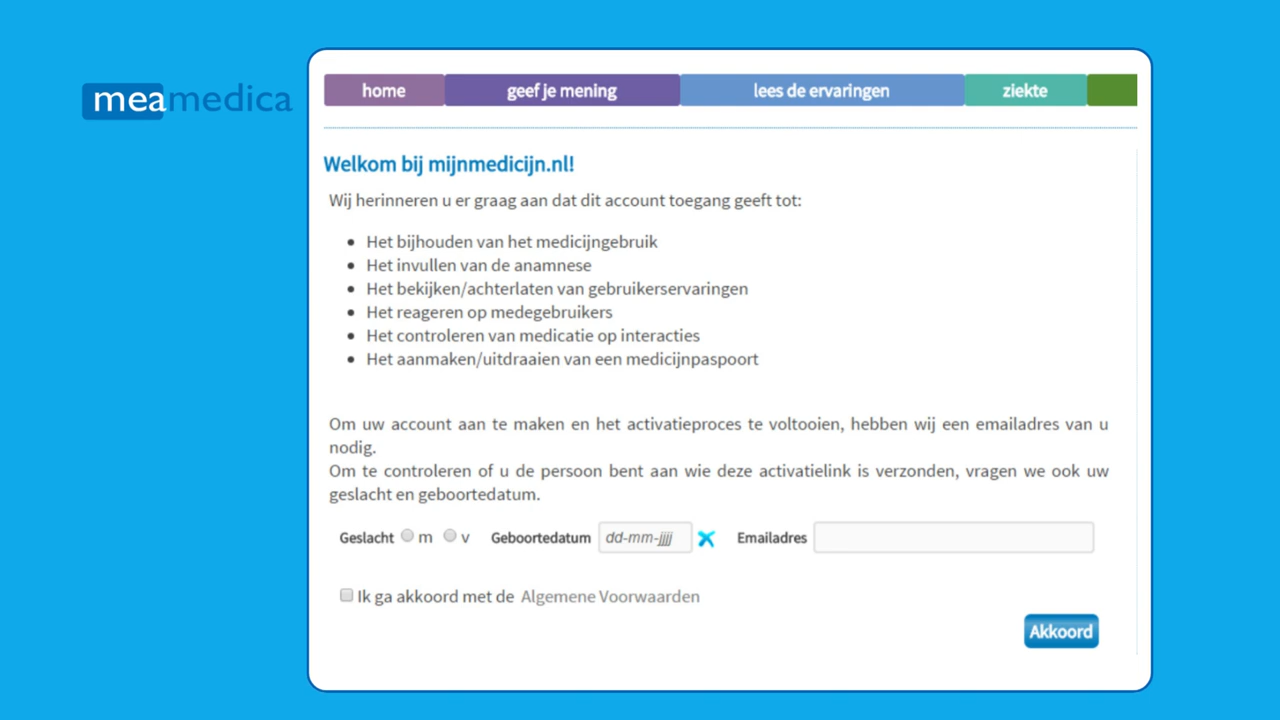 meamedica
home geef je mening lees de ervaringen ziekte
Welkom bij mijnmedicijn.nl!
Wij herinneren u er graag aan dat dit account toegang geeft tot:
• Het bijhouden van het medicijngebruik
• Het invullen van de anamnese
• Het bekijken/achterlaten van gebruikerservaringen
• Het reageren op medegebruikers
• Het controleren van medicatie op interacties
• Het aanmaken/uitdraaien van een medicijnpaspoort
Om uw account aan te maken en het activatieproces te voltooien, hebben wij een emailadres van u
nodig.
Om te controleren of u de persoon bent aan wie deze activatielink is verzonden, vragen we ook uw
geslacht en geboortedatum.
Geslacht m v Geboortedatum dd-mm-jjjj Emailadres
Ik ga akkoord met de Algemene Voorwaarden
Akkoord